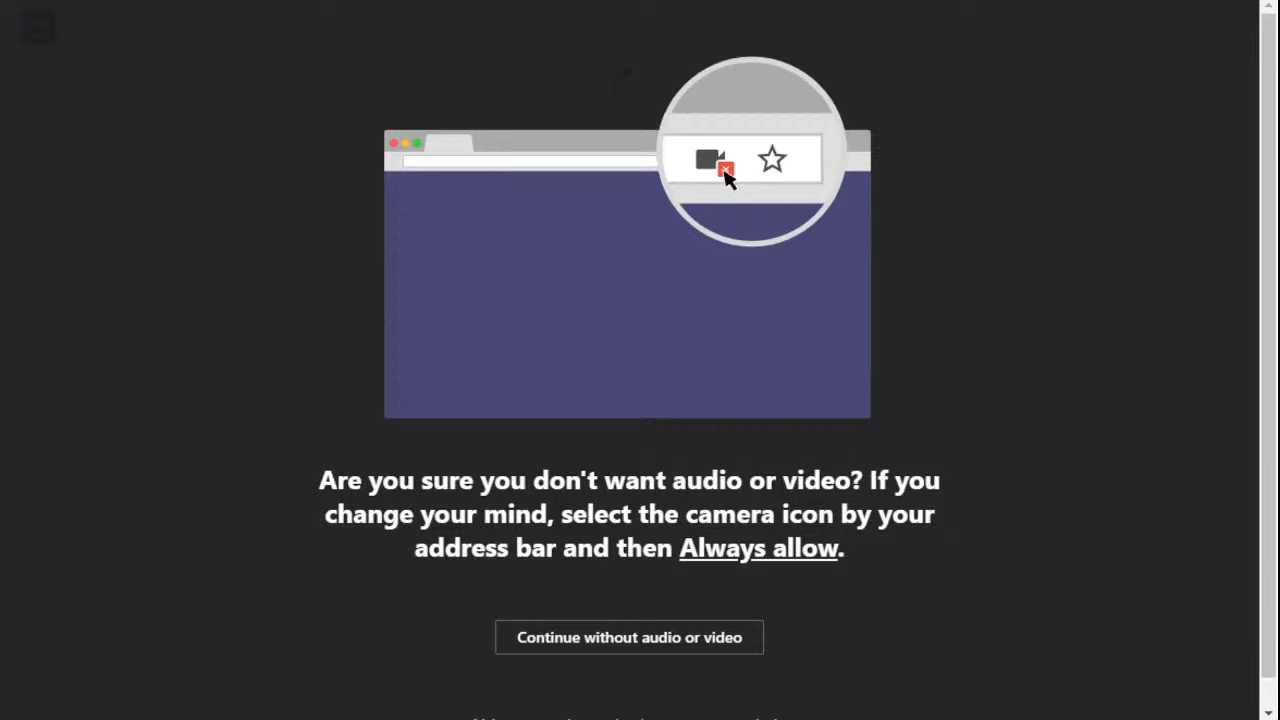 Are you sure you don't want audio or video? If you
change your mind, select the camera icon by your
address bar and then Always allow.
Continue without audio or video